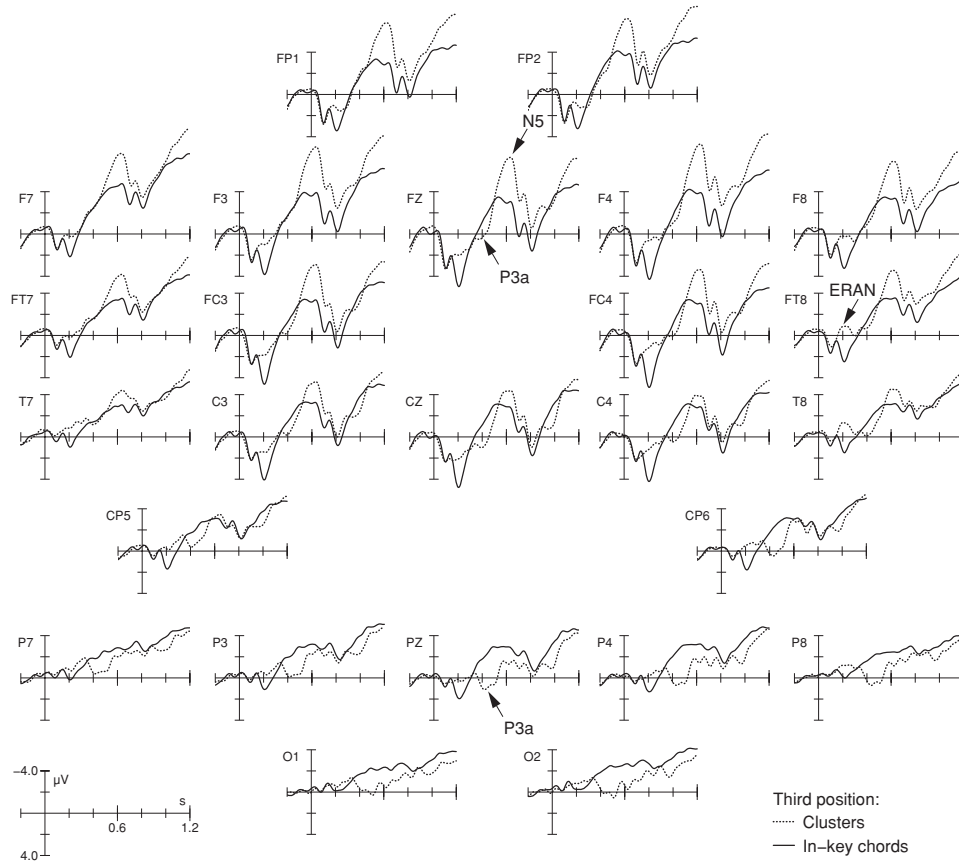 FP1 FP2
N5
F7 F3 FZ F4 F8
P3a
FT7 FC3 FC4 ERAN FT8
T7 C3 CZ C4 T8
CP5 CP6
P7 P3 PZ P4 P8
P3a
O1 O2
−4.0
µV
s
0.6 1.2
4.0
Third position:
Clusters
In-key chords